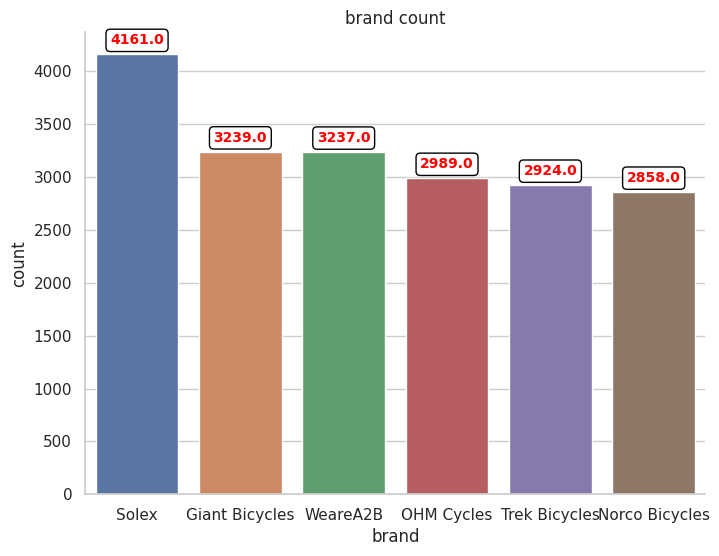 brand count
4161.0
3239.0
3237.0
2989.0
2924.0
2858.0
4000
3500
3000
2500
2000
1500
1000
500
0
count
Solex
Giant Bicycles
WeareA2B
OHM Cycles
Trek Bicycles
Norco Bicycles
brand